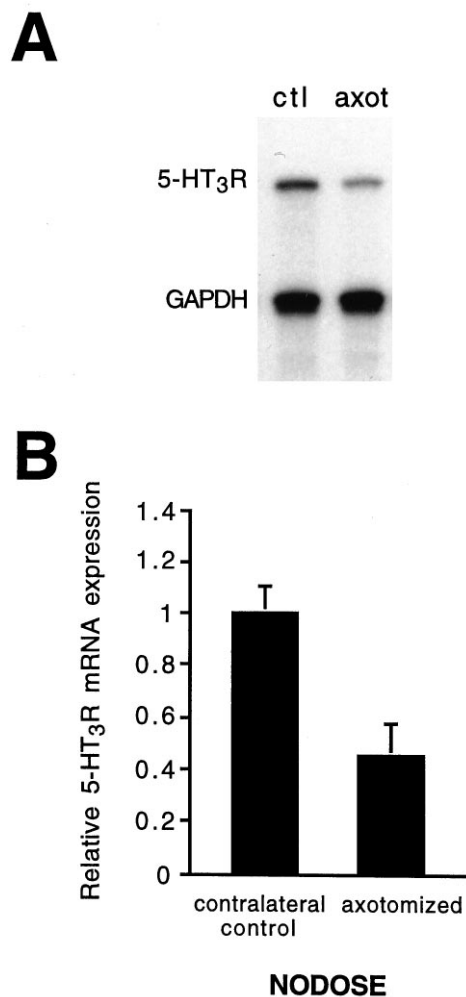 A
ctl axot
5-HT₃R
GAPDH
B
Relative 5-HT₃R mRNA expression
1.4
1.2
1
0.8
0.6
0.4
0.2
0
contralateral
control
axotomized
NODOSE